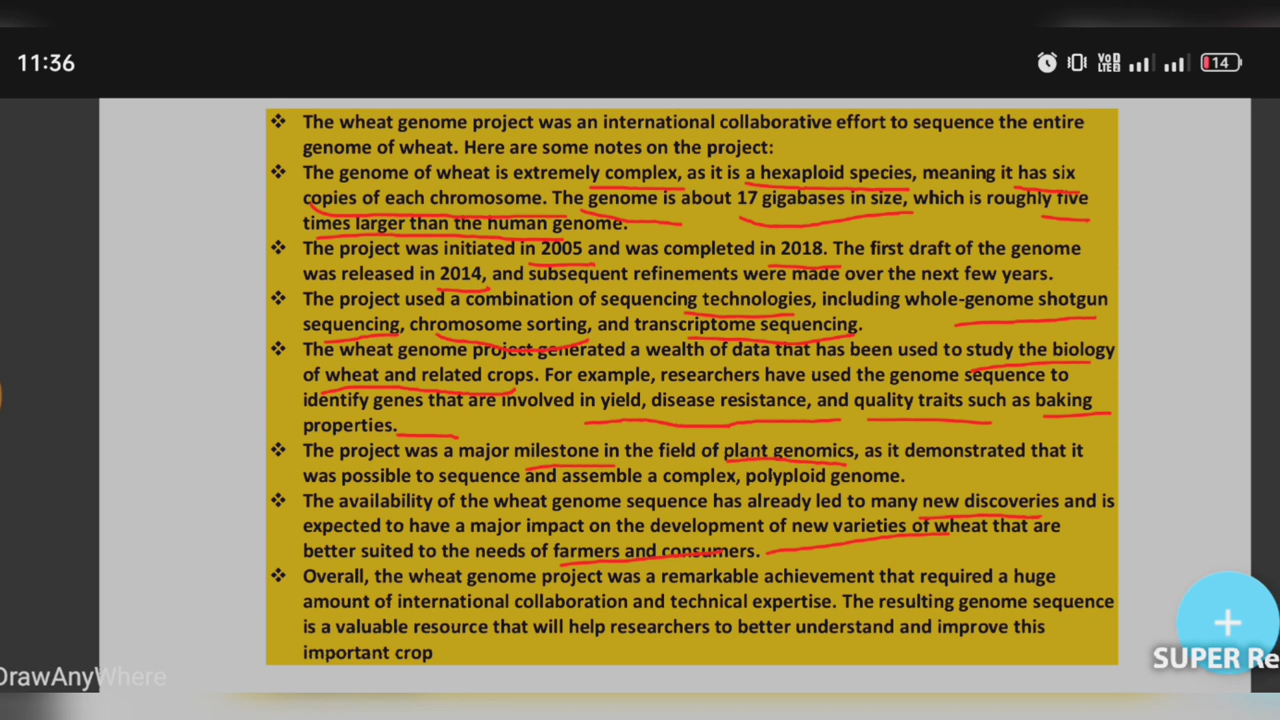 11:36
VoD LTE2 14
❖ The wheat genome project was an international collaborative effort to sequence the entire
genome of wheat. Here are some notes on the project:
❖ The genome of wheat is extremely complex, as it is a hexaploid species, meaning it has six
copies of each chromosome. The genome is about 17 gigabases in size, which is roughly five
times larger than the human genome.
❖ The project was initiated in 2005 and was completed in 2018. The first draft of the genome
was released in 2014, and subsequent refinements were made over the next few years.
❖ The project used a combination of sequencing technologies, including whole-genome shotgun
sequencing, chromosome sorting, and transcriptome sequencing.
❖ The wheat genome project generated a wealth of data that has been used to study the biology
of wheat and related crops. For example, researchers have used the genome sequence to
identify genes that are involved in yield, disease resistance, and quality traits such as baking
properties.
❖ The project was a major milestone in the field of plant genomics, as it demonstrated that it
was possible to sequence and assemble a complex, polyploid genome.
❖ The availability of the wheat genome sequence has already led to many new discoveries and is
expected to have a major impact on the development of new varieties of wheat that are
better suited to the needs of farmers and consumers.
❖ Overall, the wheat genome project was a remarkable achievement that required a huge
amount of international collaboration and technical expertise. The resulting genome sequence
is a valuable resource that will help researchers to better understand and improve this
important crop
+
SUPER Re
DrawAnyWhere